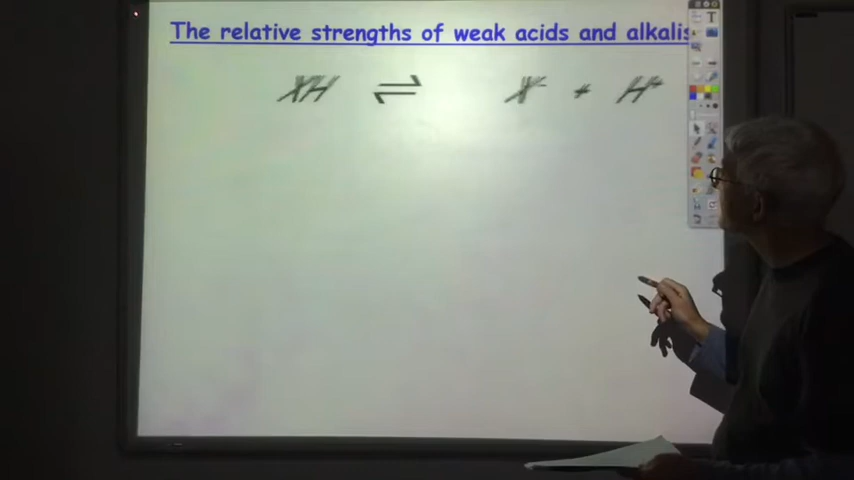 The relative strengths of weak acids and alkalis
XH ⇌ X⁻ + H⁺
T